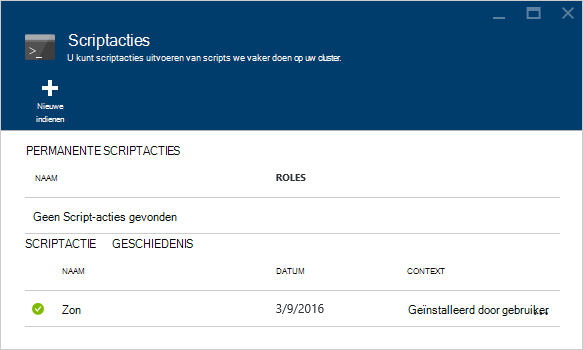 Scriptacties
U kunt scriptacties uitvoeren van scripts we vaker doen op uw cluster.
Nieuwe
indienen
PERMANENTE SCRIPTACTIES
NAAM ROLES
Geen Script-acties gevonden
SCRIPTACTIE GESCHIEDENIS
NAAM DATUM CONTEXT
Zon 3/9/2016 Geïnstalleerd door gebruiker ...